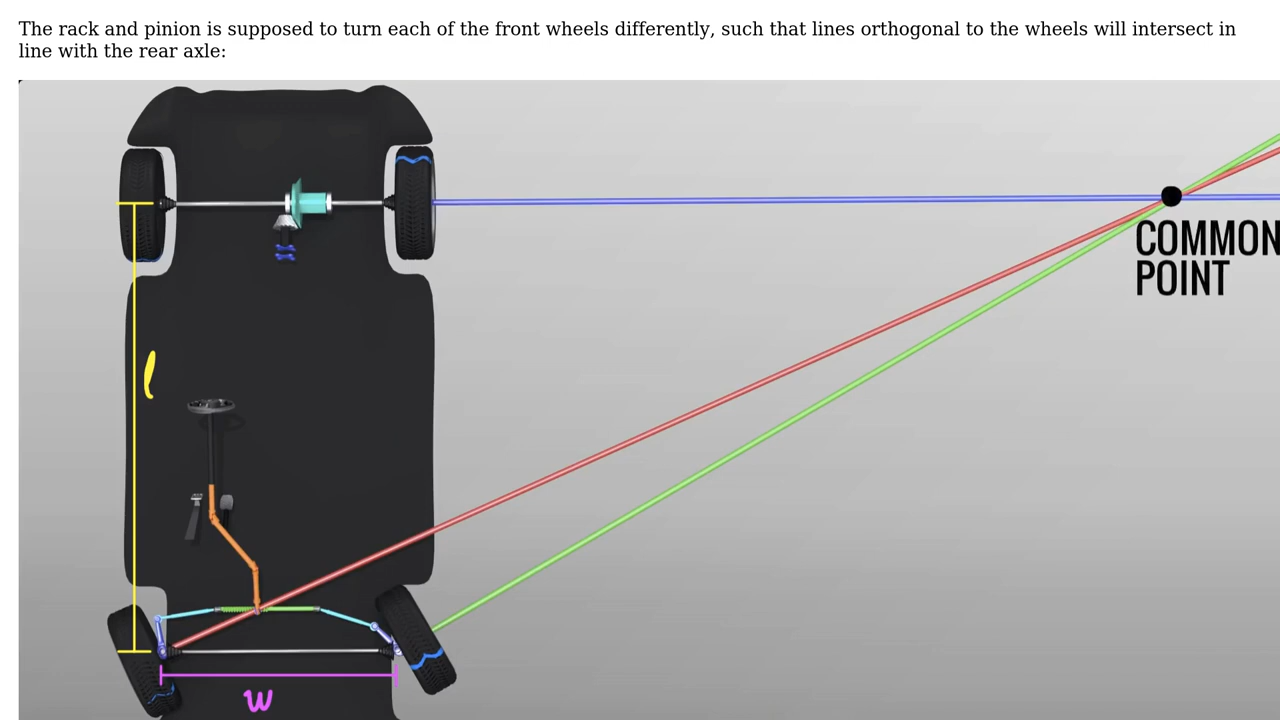 The rack and pinion is supposed to turn each of the front wheels differently, such that lines orthogonal to the wheels will intersect in
line with the rear axle:
COMMON
POINT
l
w